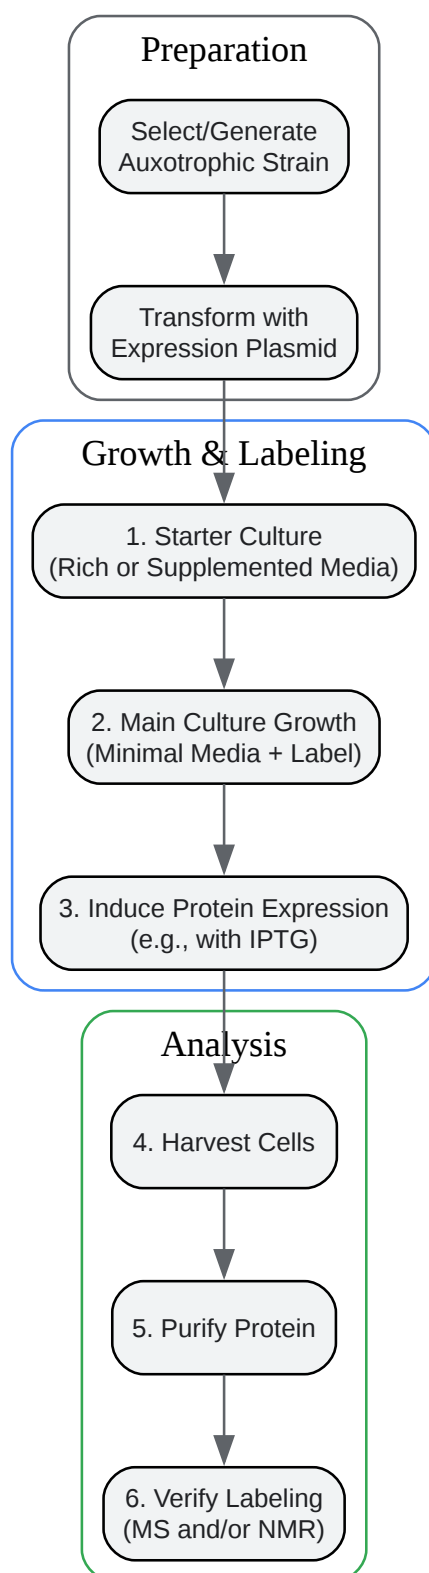 Preparation
Select/Generate
Auxotrophic Strain
Transform with
Expression Plasmid
Growth & Labeling
1. Starter Culture
(Rich or Supplemented Media)
2. Main Culture Growth
(Minimal Media + Label)
3. Induce Protein Expression
(e.g., with IPTG)
Analysis
4. Harvest Cells
5. Purify Protein
6. Verify Labeling
(MS and/or NMR)